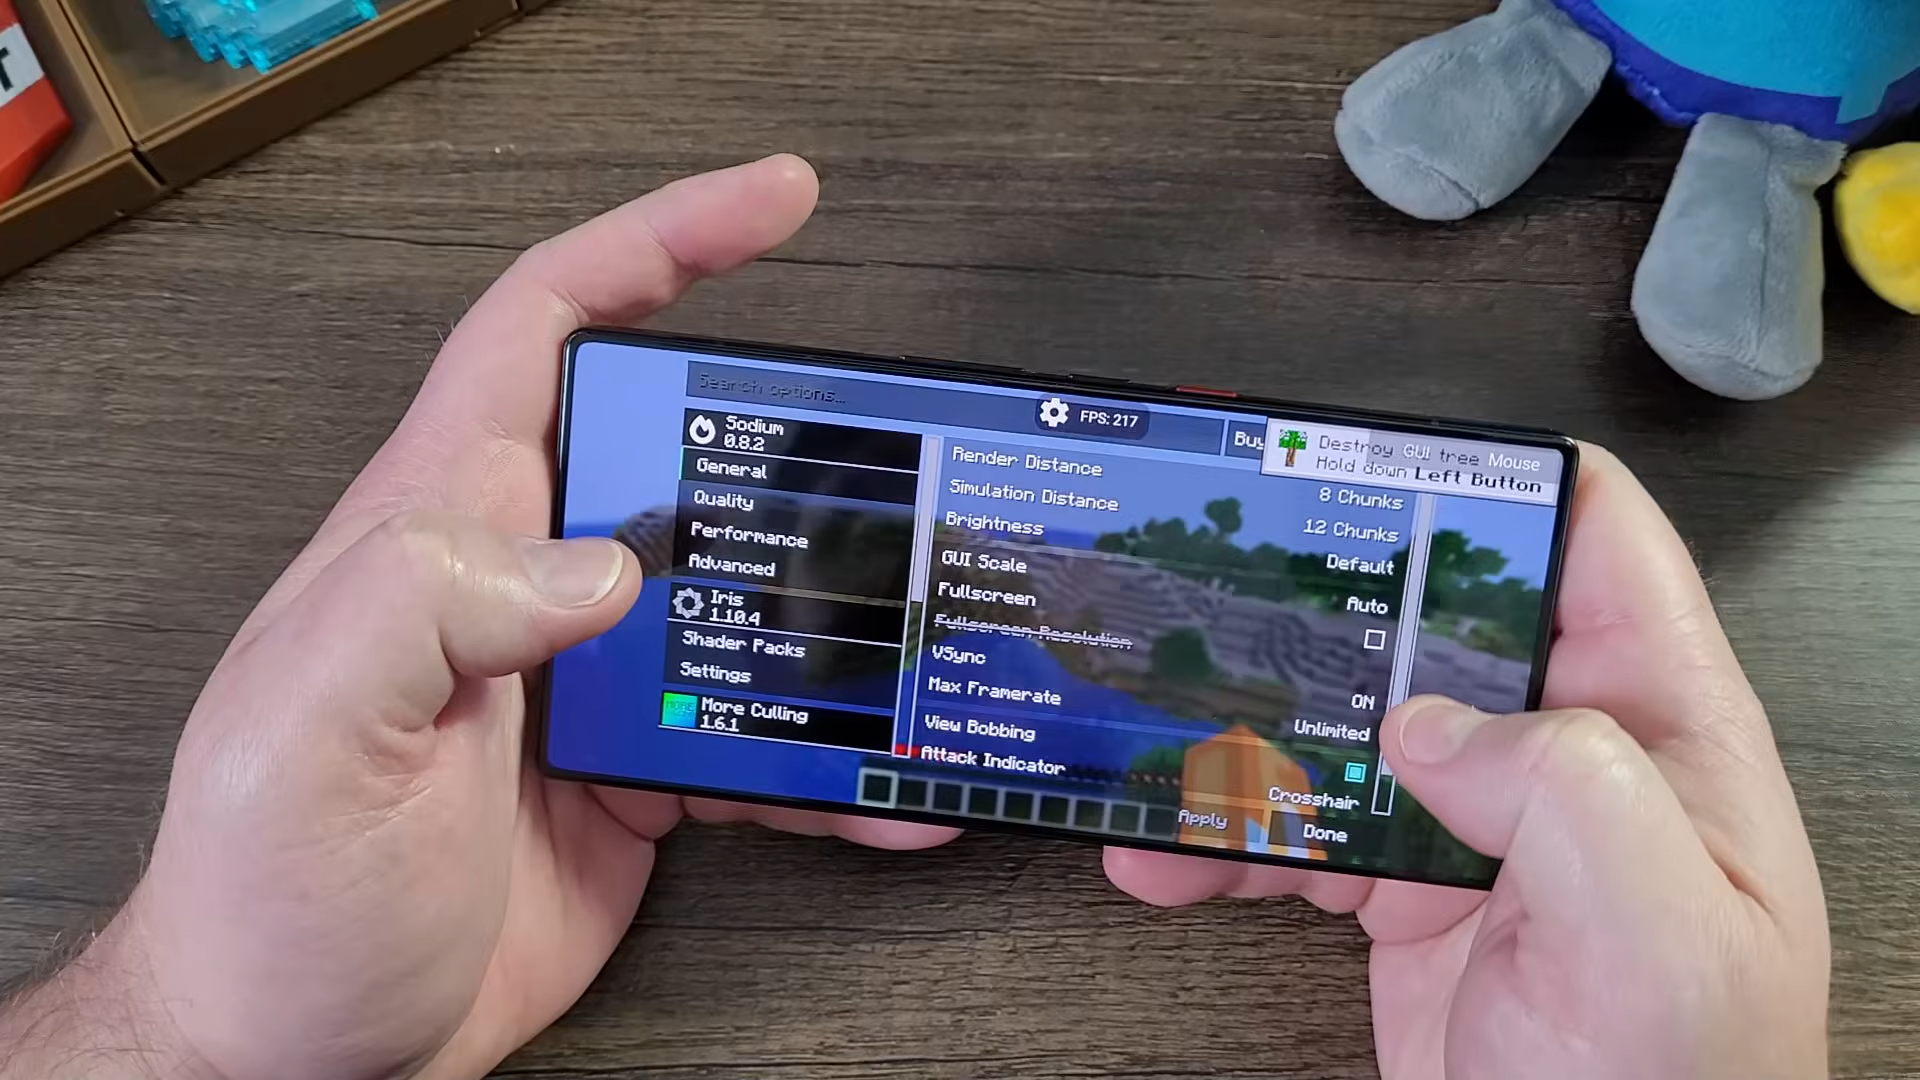 T
Search options...
FPS: 217
Buy
Destroy GUI tree Mouse
Hold down Left Button
Sodium
0.8.2
General
Quality
Performance
Advanced
Iris
1.10.4
Shader Packs
Settings
More Culling
1.6.1
Render Distance
8 Chunks
Simulation Distance
12 Chunks
Brightness
Default
GUI Scale
Auto
Fullscreen
Fullscreen Resolution
VSync
ON
Max Framerate
Unlimited
View Bobbing
Attack Indicator
Crosshair
Apply
Done